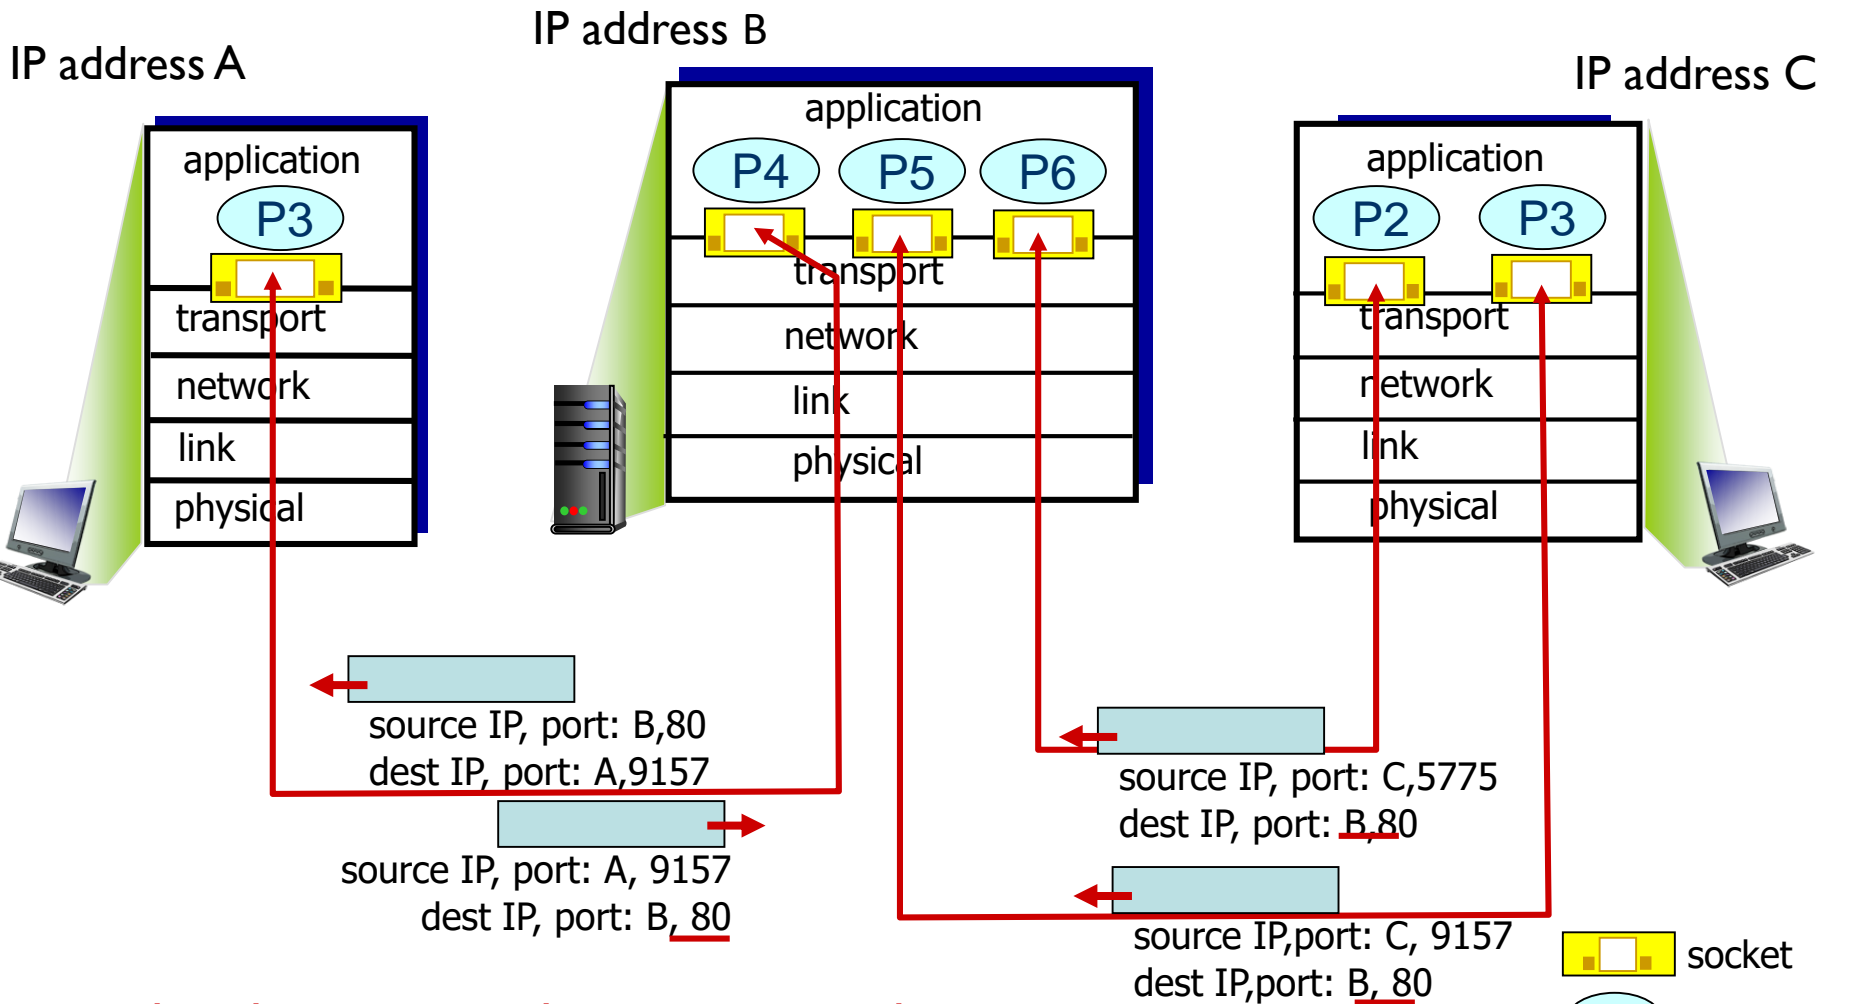 IP address A
IP address B
IP address C
application
P3
transport
network
link
physical
application
P4 P5 P6
transport
network
link
physical
application
P2 P3
transport
network
link
physical
source IP, port: B,80
dest IP, port: A,9157
source IP, port: A, 9157
dest IP, port: B, 80
source IP, port: C,5775
dest IP, port: B,80
source IP,port: C, 9157
dest IP,port: B, 80
socket